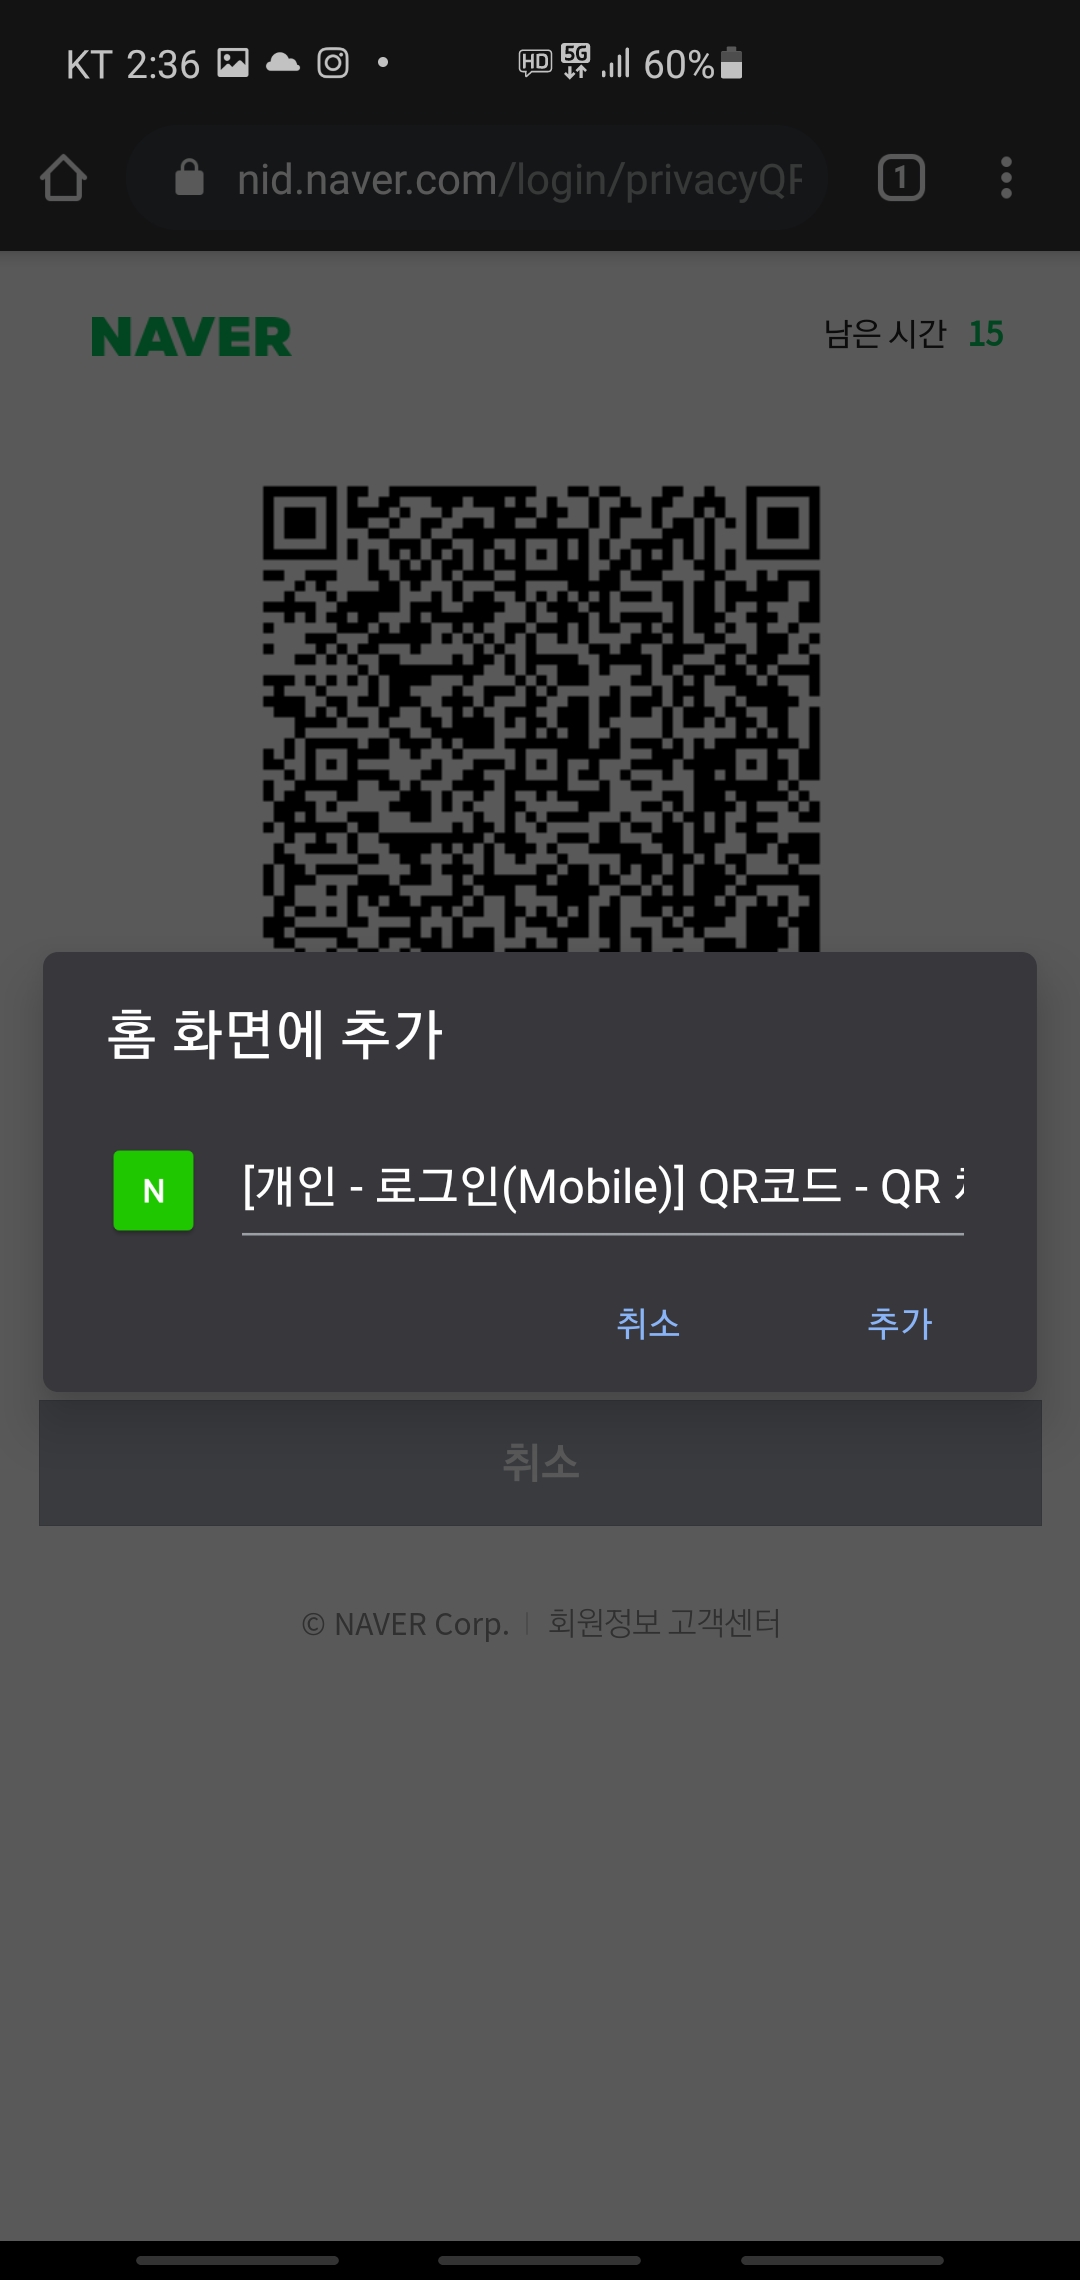 KT 2:36 HD 5G 60%
nid.naver.com/login/privacyQR
1
NAVER
남은 시간 15
홈 화면에 추가
N
[개인 - 로그인(Mobile)] QR코드 - QR
취소
추가
취소
© NAVER Corp. | 회원정보 고객센터